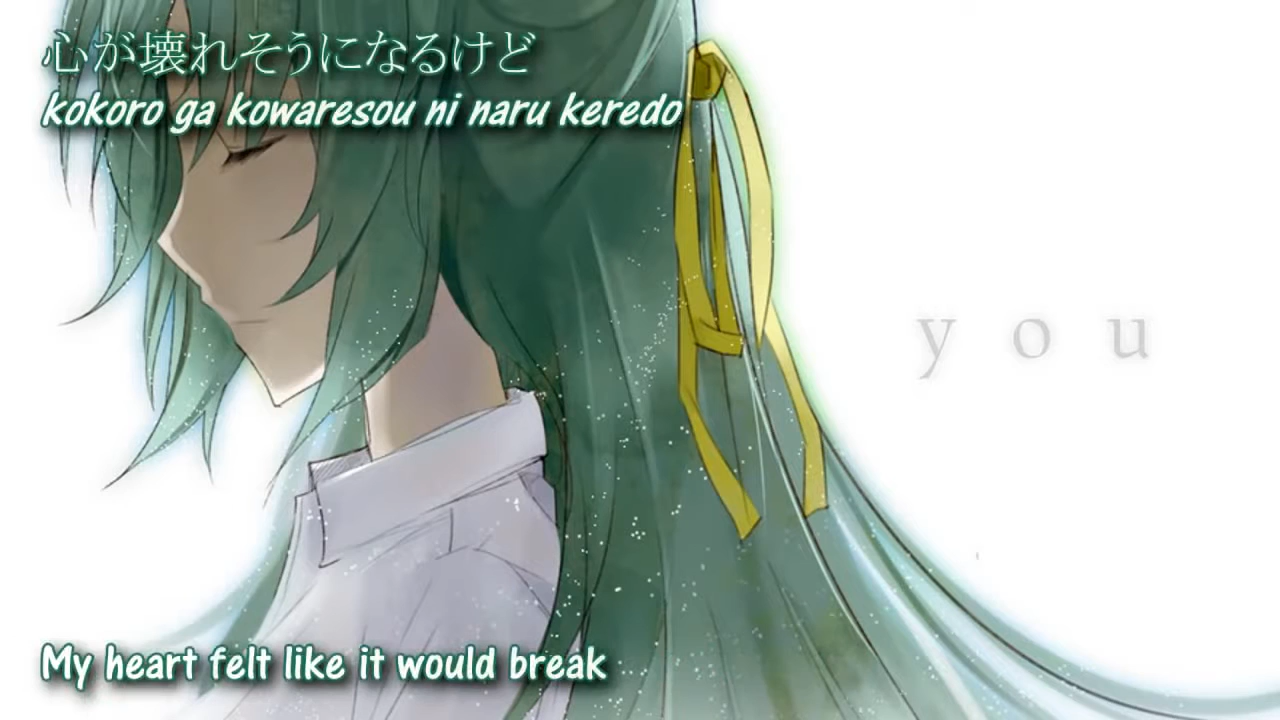 心が壊れそうになるけど
kokoro ga kowaresou ni naru keredo
you
My heart felt like it would break